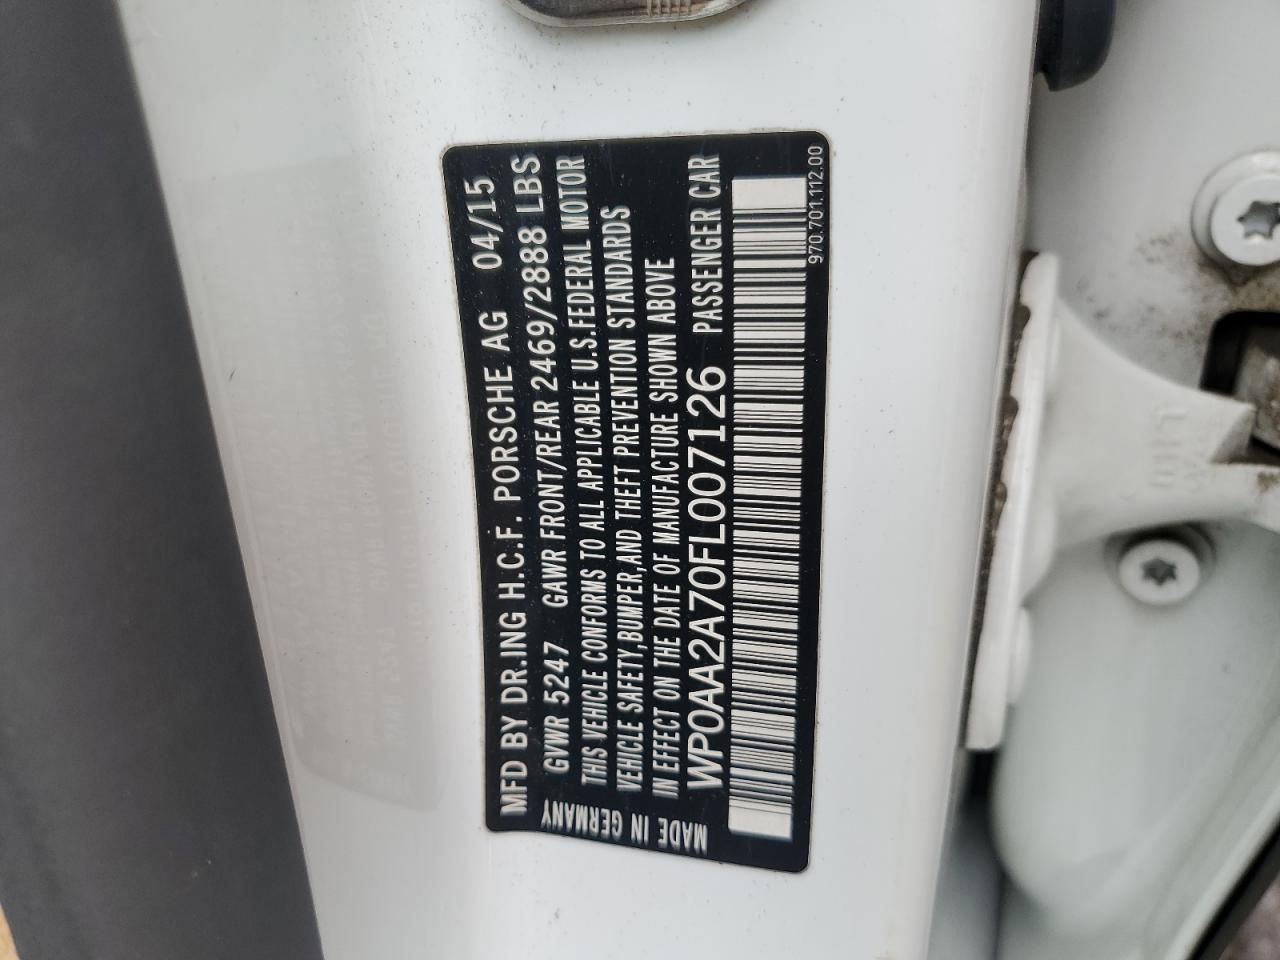 MFD BY DR.ING H.C.F. PORSCHE AG 04/15
GVWR 5247 GAWR FRONT/REAR 2469/2888 LBS
THIS VEHICLE CONFORMS TO ALL APPLICABLE U.S.FEDERAL MOTOR
VEHICLE SAFETY,BUMPER,AND THEFT PREVENTION STANDARDS
IN EFFECT ON THE DATE OF MANUFACTURE SHOWN ABOVE
WP0AA2A70FL007126 PASSENGER CAR
MADE IN GERMANY
970.701.112.00